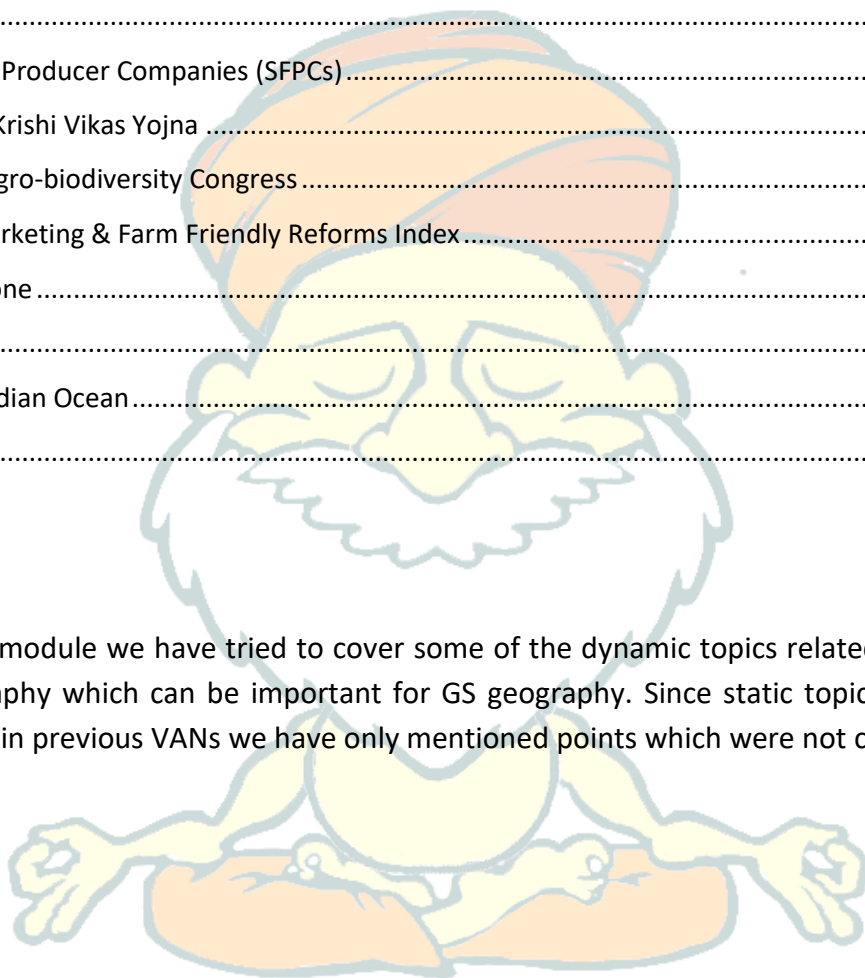 ................................................................................
Producer Companies (SFPCs)................................................................................
Krishi Vikas Yojna ................................................................................
gro-biodiversity Congress................................................................................
rketing & Farm Friendly Reforms Index................................................................................
one................................................................................
................................................................................
dian Ocean................................................................................
................................................................................
module we have tried to cover some of the dynamic topics related
aphy which can be important for GS geography. Since static topic
in previous VANs we have only mentioned points which were not